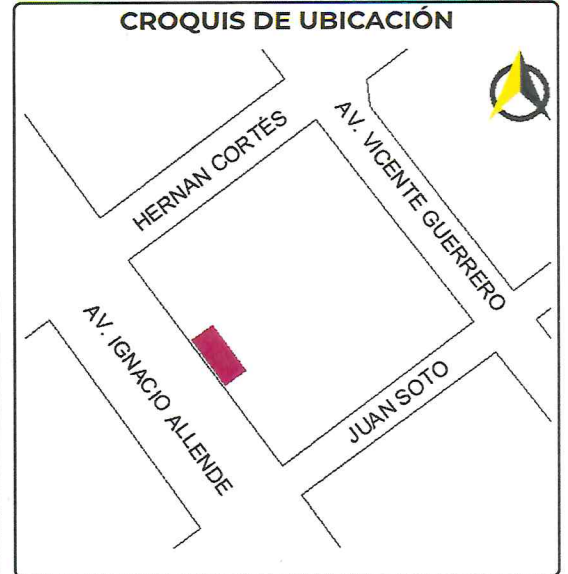 CROQUIS DE UBICACIÓN
HERNAN CORTÉS
AV. VICENTE GUERRERO
AV. IGNACIO ALLENDE
JUAN SOTO